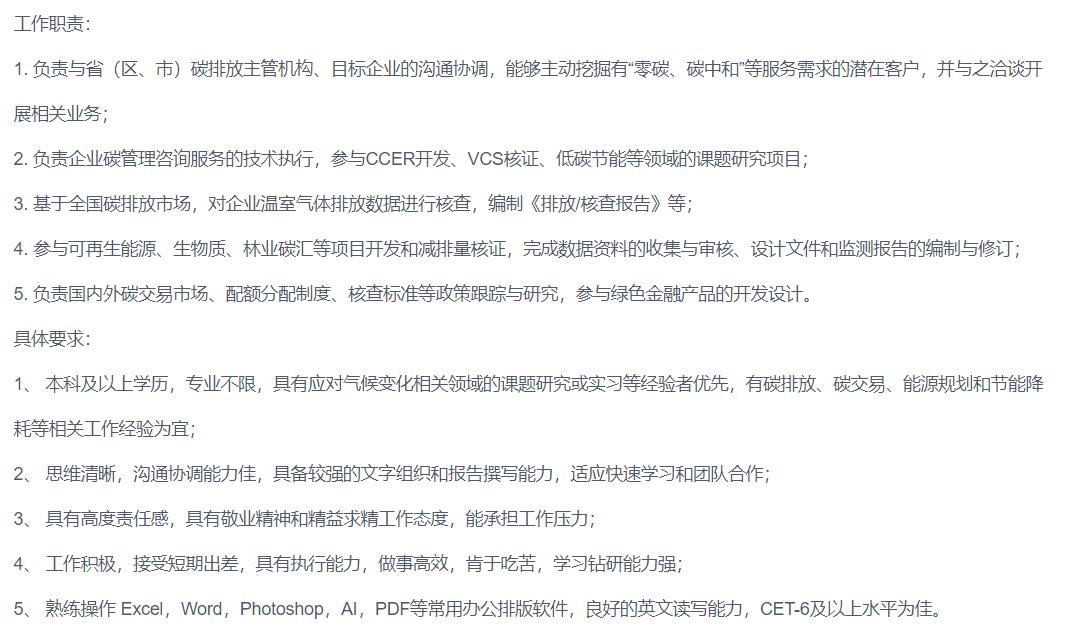 工作职责：
1. 负责与省（区、市）碳排放主管机构、目标企业的沟通协调，能够主动挖掘有“零碳、碳中和”等服务需求的潜在客户，并与之洽谈开
展相关业务；
2. 负责企业碳管理咨询服务的技术执行，参与CCER开发、VCS核证、低碳节能等领域的课题研究项目；
3. 基于全国碳排放市场，对企业温室气体排放数据进行核查，编制《排放/核查报告》等；
4. 参与可再生能源、生物质、林业碳汇等项目开发和减排量核证，完成数据资料的收集与审核、设计文件和监测报告的编制与修订；
5. 负责国内外碳交易市场、配额分配制度、核查标准等政策跟踪与研究，参与绿色金融产品的开发设计。
具体要求：
1、 本科及以上学历，专业不限，具有应对气候变化相关领域的课题研究或实习等经验者优先，有碳排放、碳交易、能源规划和节能降
耗等相关工作经验为宜；
2、 思维清晰，沟通协调能力佳，具备较强的文字组织和报告撰写能力，适应快速学习和团队合作；
3、 具有高度责任感，具有敬业精神和精益求精工作态度，能承担工作压力；
4、 工作积极，接受短期出差，具有执行能力，做事高效，肯于吃苦，学习钻研能力强；
5、 熟练操作 Excel，Word，Photoshop，AI，PDF等常用办公排版软件，良好的英文读写能力，CET-6及以上水平为佳。